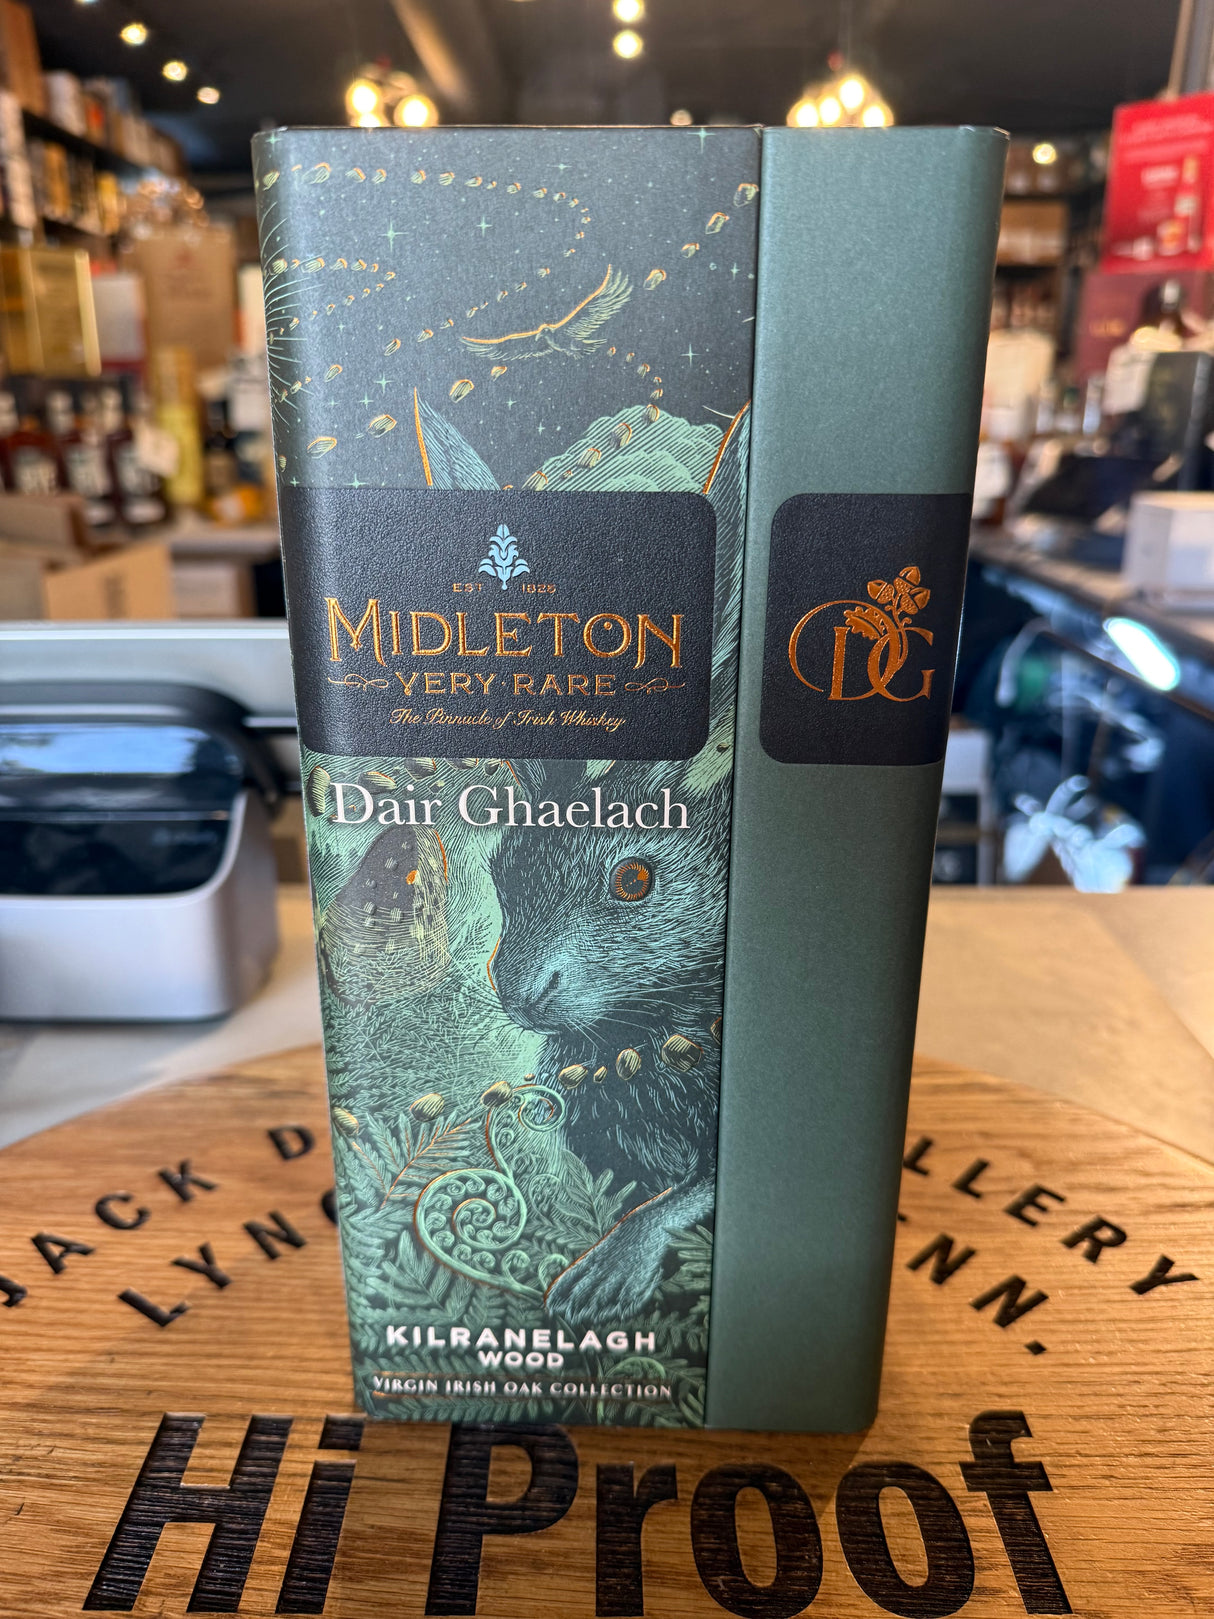 EST 1825
MIDLETON
VERY RARE
The Pinnacle of Irish Whiskey
DG
Dair Ghaelach
KILRANELAGH
WOOD
VIRGIN IRISH OAK COLLECTION
JACK D LLERY
LYNC ENN.
Hi Proof